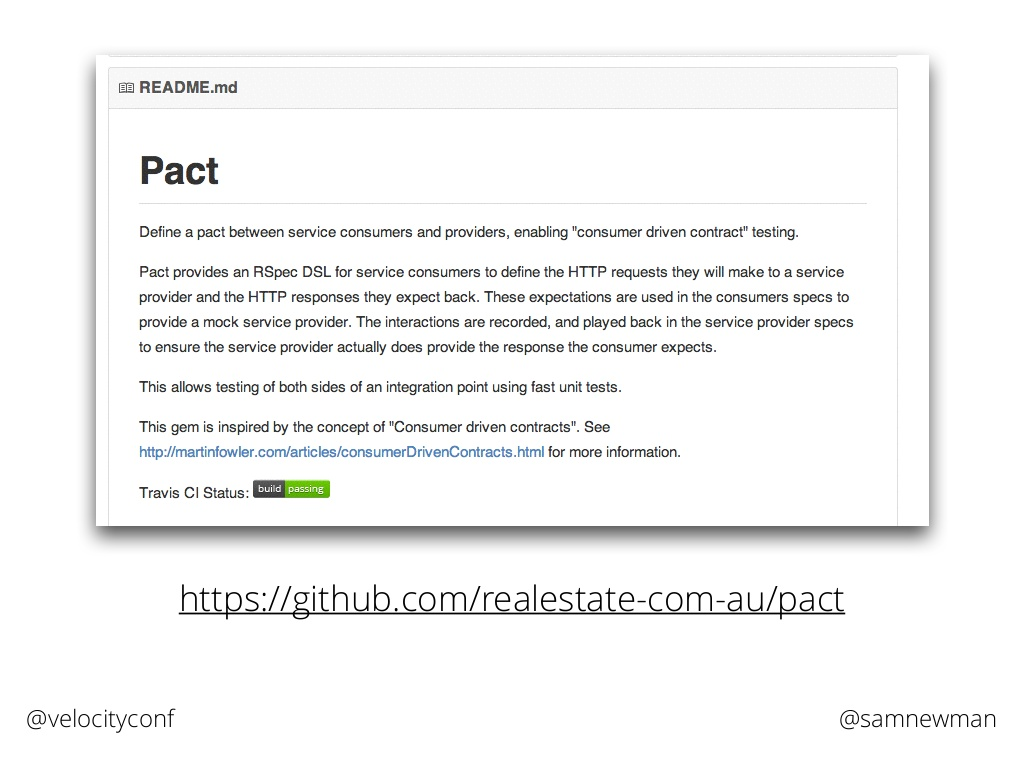 README.md
Pact
Define a pact between service consumers and providers, enabling "consumer driven contract" testing.
Pact provides an RSpec DSL for service consumers to define the HTTP requests they will make to a service
provider and the HTTP responses they expect back. These expectations are used in the consumers specs to
provide a mock service provider. The interactions are recorded, and played back in the service provider specs
to ensure the service provider actually does provide the response the consumer expects.
This allows testing of both sides of an integration point using fast unit tests.
This gem is inspired by the concept of "Consumer driven contracts". See
http://martinfowler.com/articles/consumerDrivenContracts.html for more information.
Travis CI Status: build passing
https://github.com/realestate-com-au/pact
@velocityconf
@samnewman